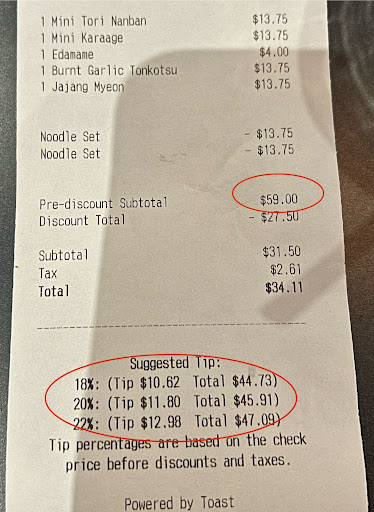 1 Mini Tori Nanban $13.75
1 Mini Karaage $13.75
1 Edamame $4.00
1 Burnt Garlic Tonkotsu $13.75
1 Jajang Myeon $13.75
Noodle Set - $13.75
Noodle Set - $13.75
Pre-discount Subtotal $59.00
Discount Total - $27.50
Subtotal $31.50
Tax $2.61
Total $34.11
Suggested Tip:
18%: (Tip $10.62 Total $44.73)
20%: (Tip $11.80 Total $45.91)
22%: (Tip $12.98 Total $47.09)
Tip percentages are based on the check
price before discounts and taxes.
Powered by Toast